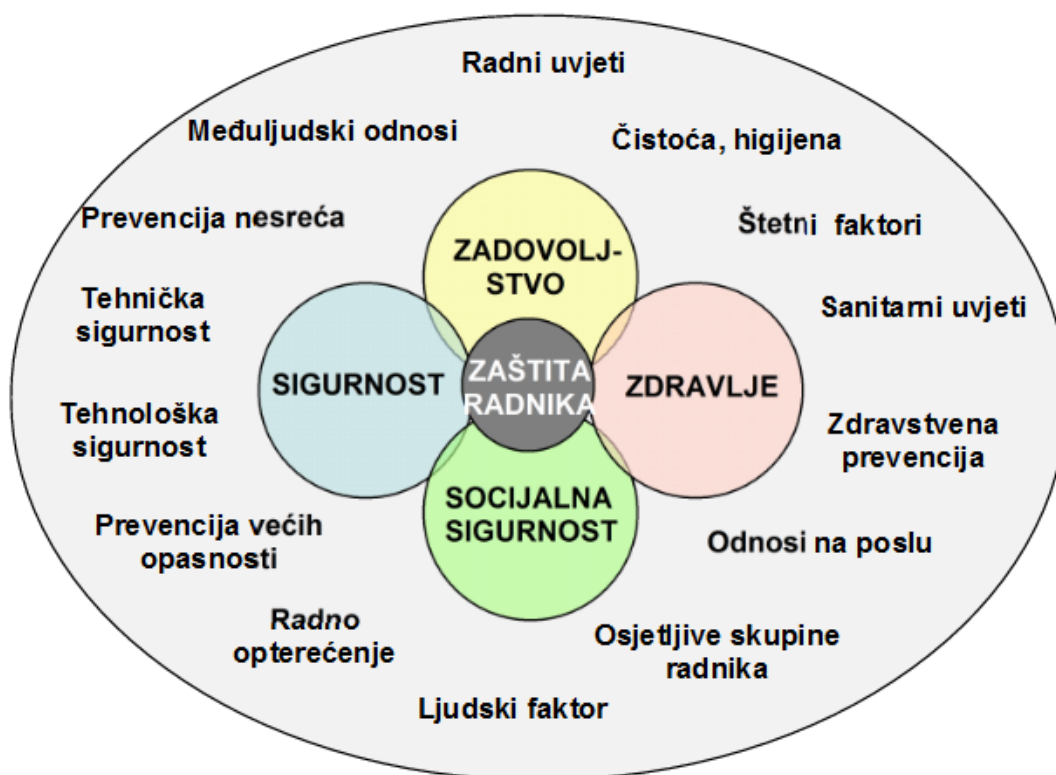 Radni uvjeti
Međuljudski odnosi
Čistoća, higijena
Prevencija nesreća
Štetni faktori
ZADOVOLJ-
STVO
Tehnička
sigurnost
Sanitarni uvjeti
SIGURNOST
ZAŠTITA
RADNIKA
ZDRAVLJE
Tehnološka
sigurnost
Zdravstvena
prevencija
SOCIJALNA
SIGURNOST
Prevencija većih
opasnosti
Odnosi na poslu
Radno
opterećenje
Osjetljive skupine
radnika
Ljudski faktor